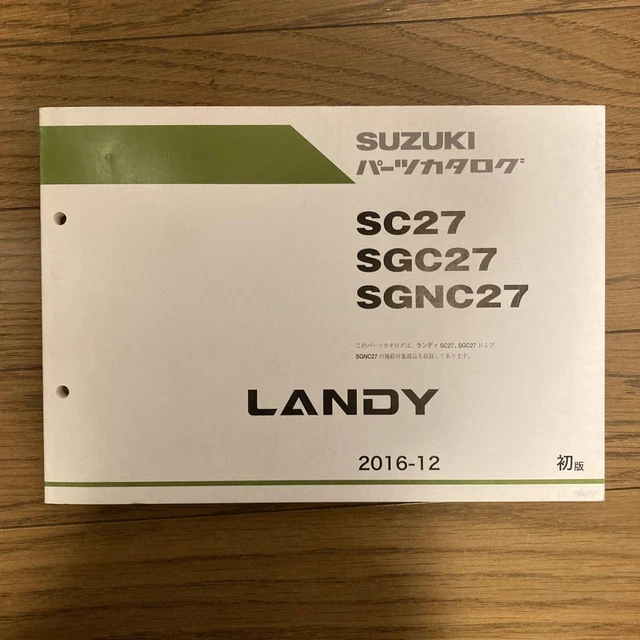 SUZUKI
パーツカタログ
SC27
SGC27
SGNC27
このパーツカタログは、ランディ SC27、SGC27 および
SGNC27 の補給対象部品を収録してあります。
LANDY
2016-12
初版